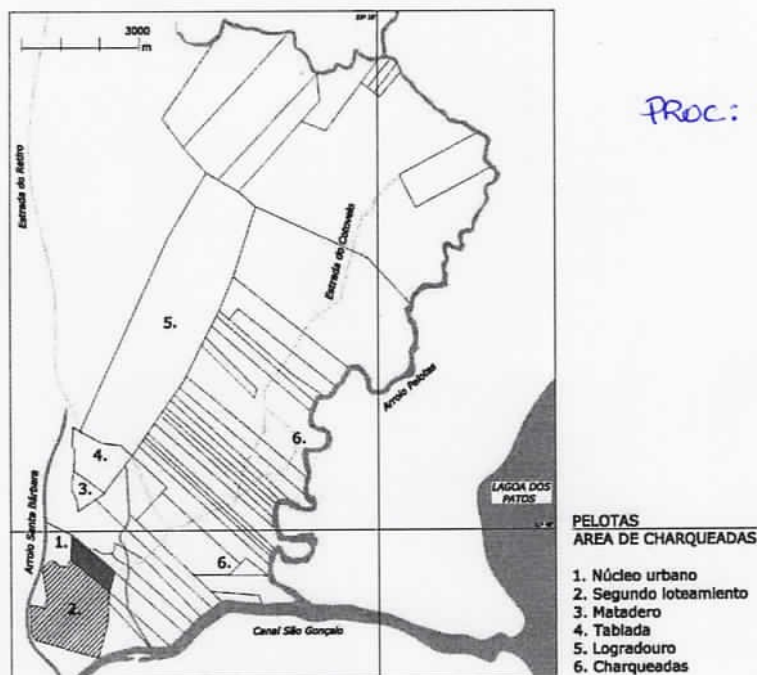 3000
m
PROC:
Estrada do Retiro
Estrada do Cotovelo
5.
Arroio Pelotas
6.
4.
3.
LAGOA DOS
PATOS
Arroio Santa Bárbara
1.
6.
2.
Canal São Gonçalo
PELOTAS
AREA DE CHARQUEADAS
1. Núcleo urbano
2. Segundo loteamiento
3. Matadero
4. Tablada
5. Logradouro
6. Charqueadas